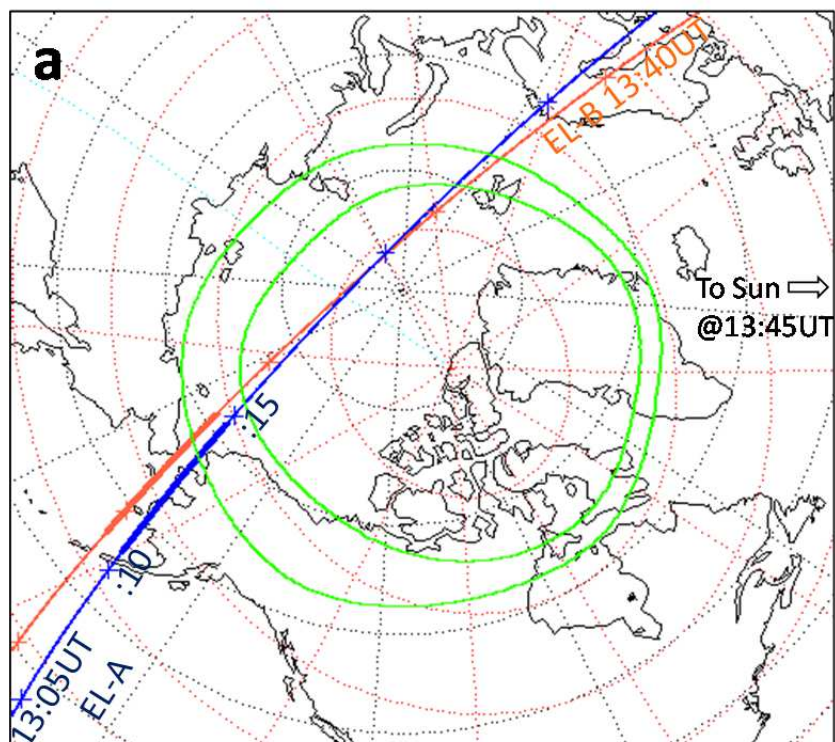 a
EL-B 13:40UT
To Sun ⇨
@13:45UT
:15
:10
13:05UT
EL-A